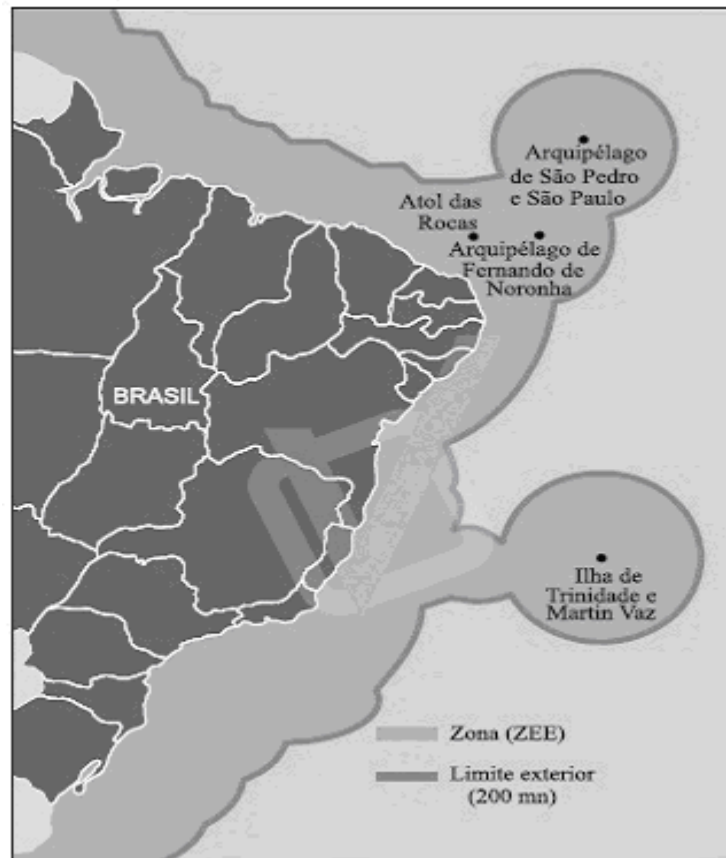 Arquipélago
de São Pedro
e São Paulo
Atol das
Rocas
Arquipélago de
Fernando de
Noronha
BRASIL
Ilha de
Trinidade e
Martin Vaz
Zona (ZEE)
Limite exterior
(200 mn)